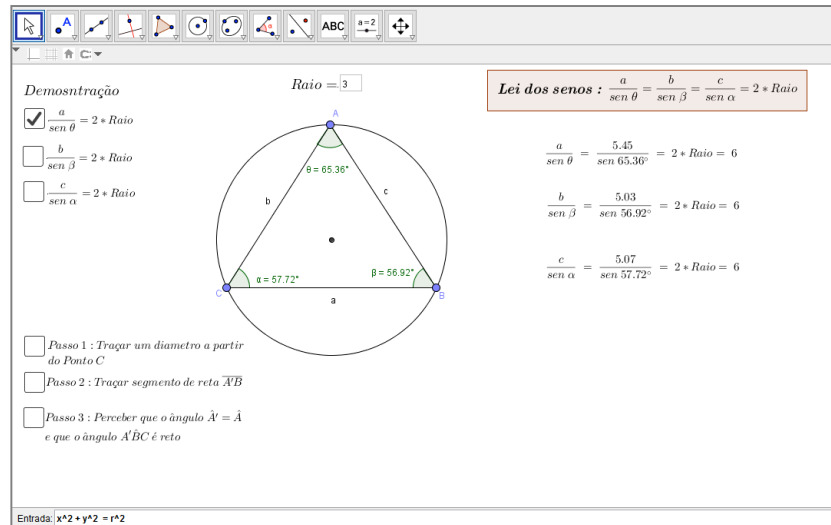 ABC
a=2
Demosntração
a/sen θ = 2 * Raio
b/sen β = 2 * Raio
c/sen α = 2 * Raio
Raio = 3
Lei dos senos : a/sen θ = b/sen β = c/sen α = 2 * Raio
A
θ = 65.36°
b
c
α = 57.72°
β = 56.92°
C
B
a
a/sen θ = 5.45/sen 65.36° = 2 * Raio = 6
b/sen β = 5.03/sen 56.92° = 2 * Raio = 6
c/sen α = 5.07/sen 57.72° = 2 * Raio = 6
Passo 1 : Traçar um diametro a partir
do Ponto C
Passo 2 : Traçar segmento de reta A'B
Passo 3 : Perceber que o ângulo Â' = Â
e que o ângulo A'B̂C é reto
Entrada: x^2 + y^2 = r^2